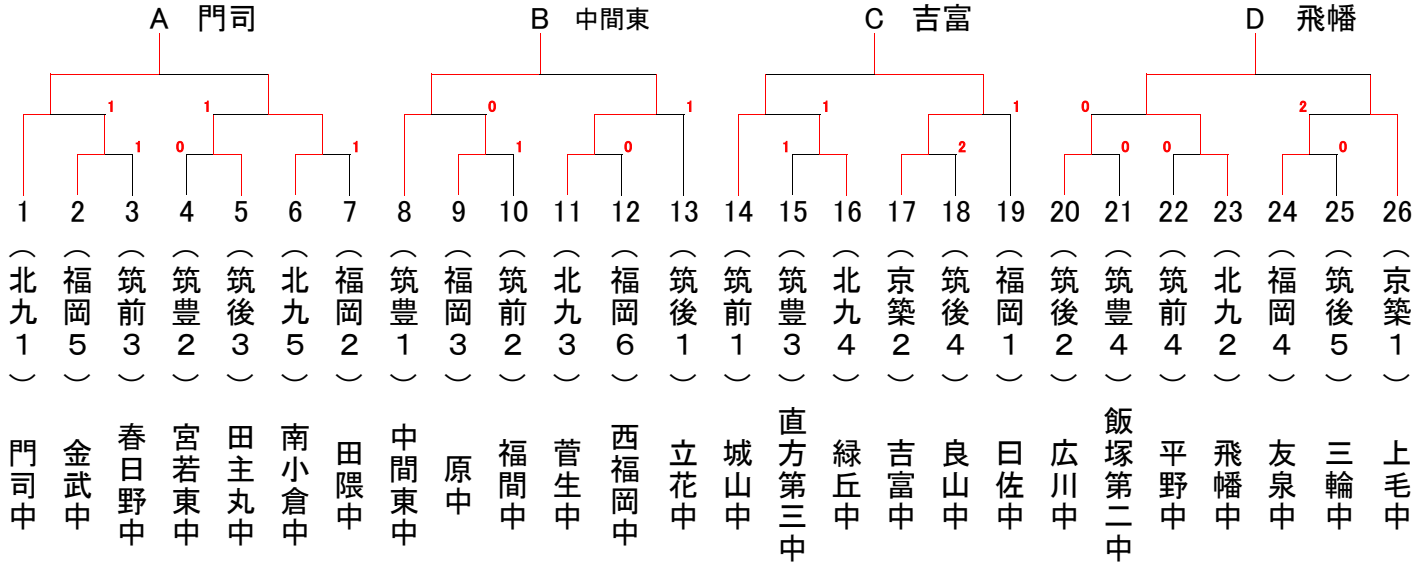 A 門司
B 中間東
C 吉富
D 飛幡
1 1 0 1 1 1 0 2
1 0 1 1 0 1 2 0 0 0
1 2 3 4 5 6 7 8 9 10 11 12 13 14 15 16 17 18 19 20 21 22 23 24 25 26
（北九１）
（福岡５）
（筑前３）
（筑豊２）
（筑後３）
（北九５）
（福岡２）
（筑豊１）
（福岡３）
（筑前２）
（北九３）
（福岡６）
（筑後１）
（筑前１）
（筑豊３）
（北九４）
（京築２）
（筑後４）
（福岡１）
（筑後２）
（筑豊４）
（筑前４）
（北九２）
（福岡４）
（筑後５）
（京築１）
門司中
金武中
春日野中
宮若東中
田主丸中
南小倉中
田隈中
中間東中
原中
福間中
菅生中
西福岡中
立花中
城山中
直方第三中
緑丘中
吉富中
良山中
曰佐中
広川中
飯塚第二中
平野中
飛幡中
友泉中
三輪中
上毛中